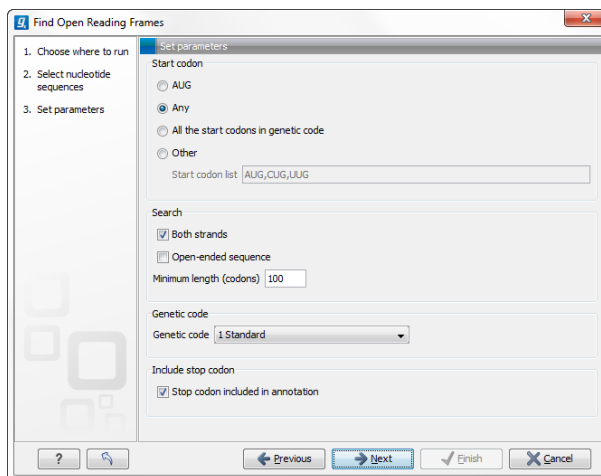 Find Open Reading Frames
1. Choose where to run
2. Select nucleotide
sequences
3. Set parameters
Set parameters
Start codon
AUG
Any
All the start codons in genetic code
Other
Start codon list AUG,CUG,UUG
Search
Both strands
Open-ended sequence
Minimum length (codons) 100
Genetic code
Genetic code 1 Standard
Include stop codon
Stop codon included in annotation
? Previous Next Finish Cancel